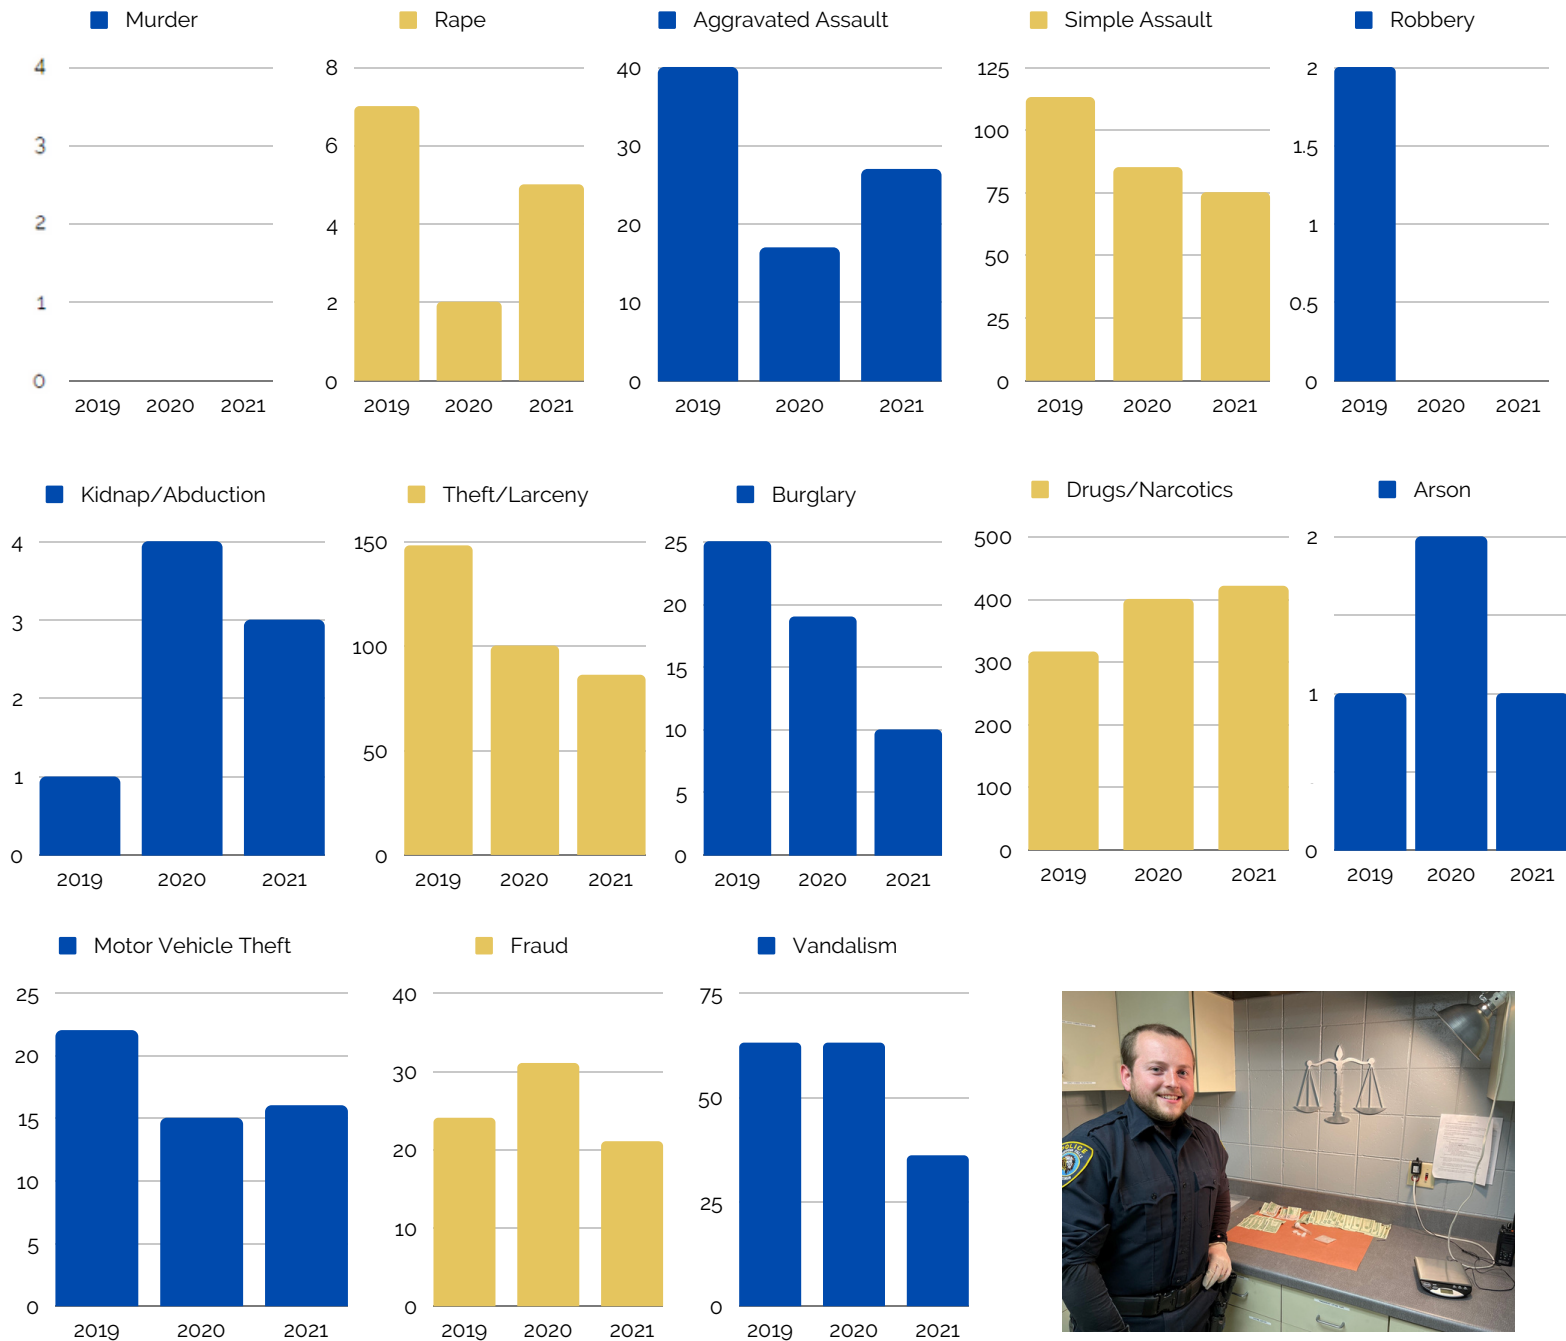 Murder
4
3
2
1
0
2019 2020 2021
Rape
8
6
4
2
0
2019 2020 2021
Aggravated Assault
40
30
20
10
0
2019 2020 2021
Simple Assault
125
100
75
50
25
0
2019 2020 2021
Robbery
2
1.5
1
0.5
0
2019 2020 2021
Kidnap/Abduction
4
3
2
1
0
2019 2020 2021
Theft/Larceny
150
100
50
0
2019 2020 2021
Burglary
25
20
15
10
5
0
2019 2020 2021
Drugs/Narcotics
500
400
300
200
100
0
2019 2020 2021
Arson
2
1
0
2019 2020 2021
Motor Vehicle Theft
25
20
15
10
5
0
2019 2020 2021
Fraud
40
30
20
10
0
2019 2020 2021
Vandalism
75
50
25
0
2019 2020 2021
POLICE